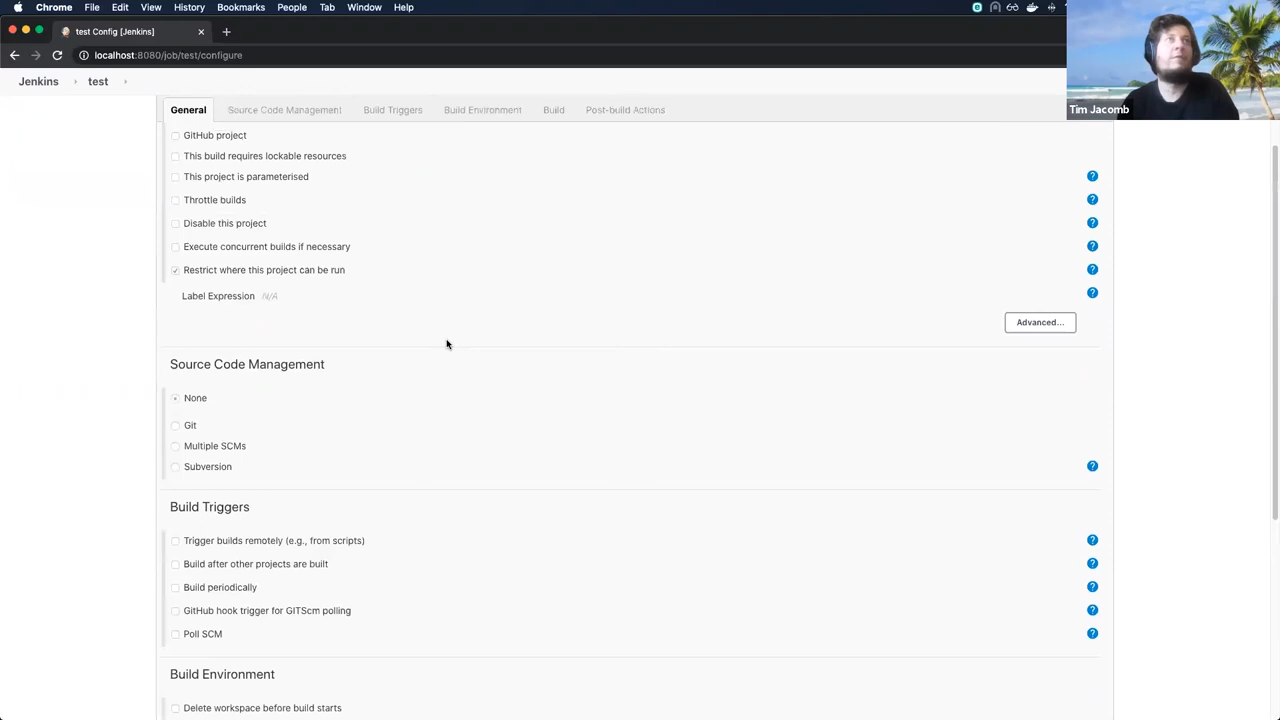 Chrome File Edit View History Bookmarks People Tab Window Help
test Config [Jenkins]
localhost:8080/job/test/configure
Jenkins test
Tim Jacomb
General Source Code Management Build Triggers Build Environment Build Post-build Actions
GitHub project
This build requires lockable resources
This project is parameterised ?
Throttle builds ?
Disable this project ?
Execute concurrent builds if necessary ?
Restrict where this project can be run ?
Label Expression N/A ?
Advanced...
Source Code Management
None
Git
Multiple SCMs
Subversion ?
Build Triggers
Trigger builds remotely (e.g., from scripts) ?
Build after other projects are built ?
Build periodically ?
GitHub hook trigger for GITScm polling ?
Poll SCM ?
Build Environment
Delete workspace before build starts